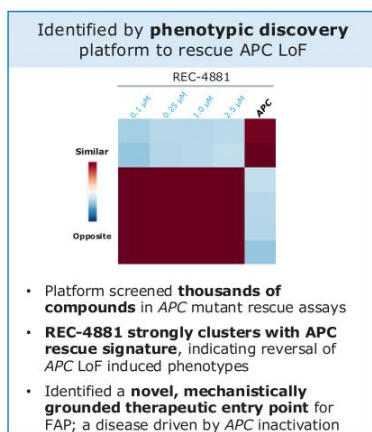 Identified by phenotypic discovery
platform to rescue APC LoF
REC-4881
0.1 µM
0.25 µM
1.0 µM
2.5 µM
APC
Similar
Opposite
• Platform screened thousands of
compounds in APC mutant rescue assays
• REC-4881 strongly clusters with APC
rescue signature, indicating reversal of
APC LoF induced phenotypes
• Identified a novel, mechanistically
grounded therapeutic entry point for
FAP; a disease driven by APC inactivation